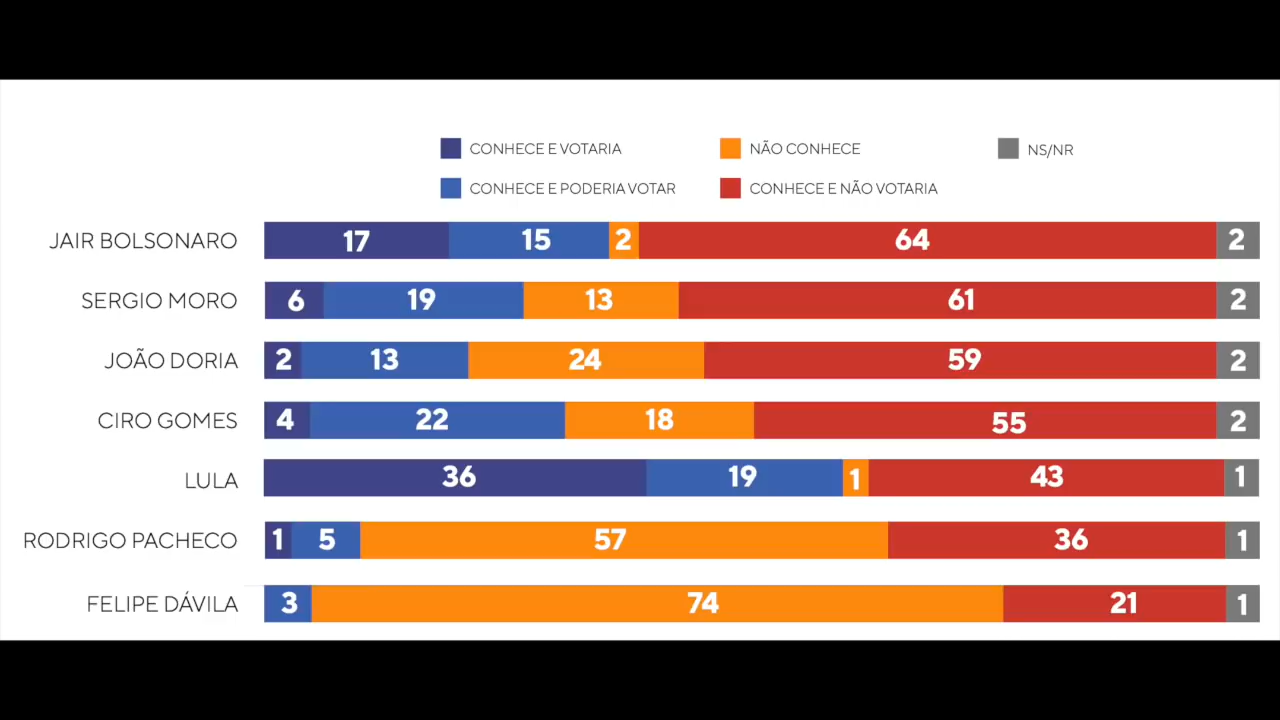 CONHECE E VOTARIA NÃO CONHECE NS/NR
CONHECE E PODERIA VOTAR CONHECE E NÃO VOTARIA
JAIR BOLSONARO 17 15 2 64 2
SERGIO MORO 6 19 13 61 2
JOÃO DORIA 2 13 24 59 2
CIRO GOMES 4 22 18 55 2
LULA 36 19 1 43 1
RODRIGO PACHECO 1 5 57 36 1
FELIPE DÁVILA 3 74 21 1